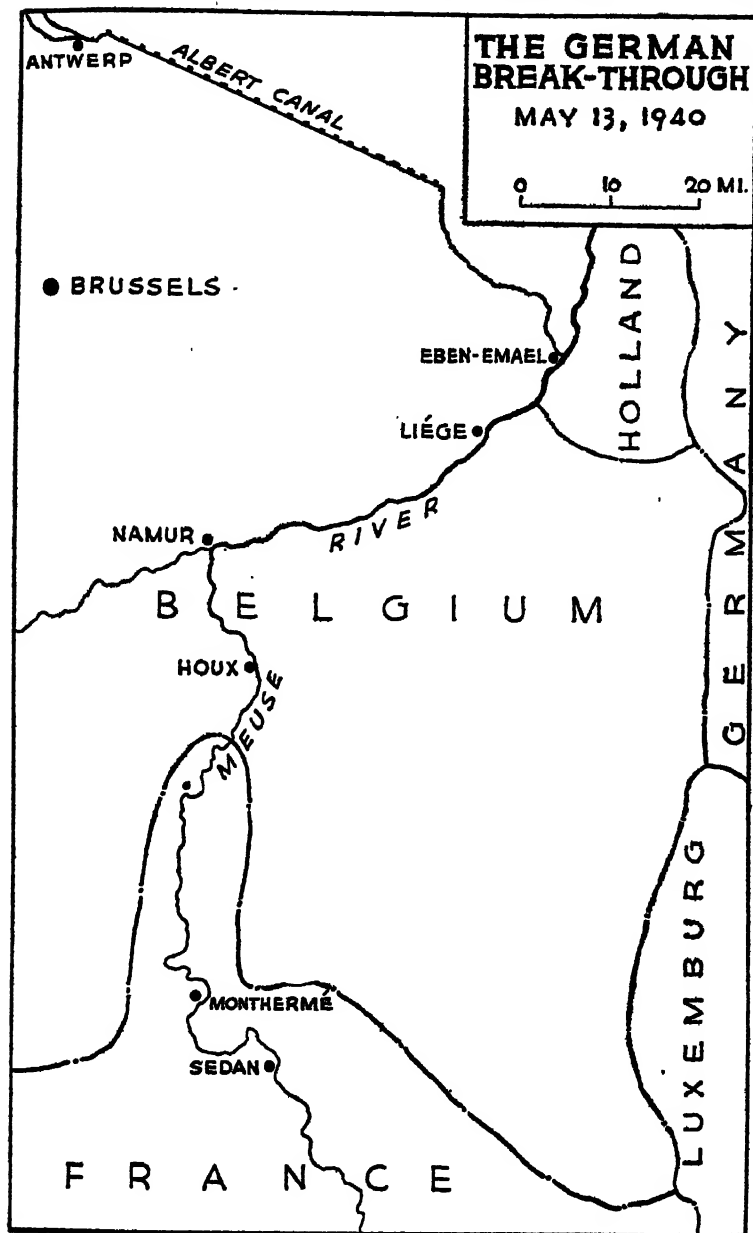 THE GERMAN
BREAK-THROUGH
MAY 13, 1940
0 10 20 MI.
ANTWERP
ALBERT CANAL
BRUSSELS
HOLLAND
GERMANY
EBEN-EMAEL
LIÉGE
NAMUR
RIVER
BELGIUM
HOUX
MEUSE
LUXEMBURG
MONTHERMÉ
SEDAN
FRANCE